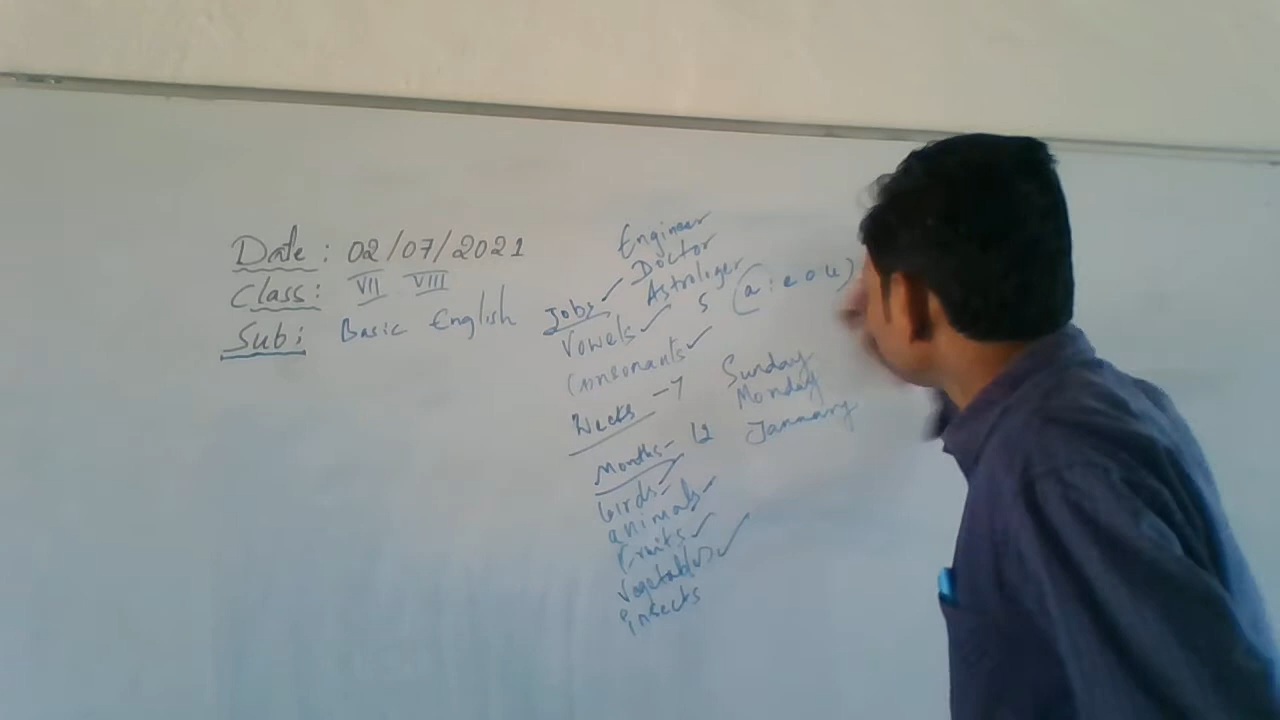 Date: 02/07/2021
Class: VII VIII
Sub: Basic English
Engineer
Doctor
Jobs Astrologer
Vowels 5 (a i e o u)
Consonants
Weeks - 7 Sunday
Monday
Months - 12 January
birds
animals
fruits
Vegetables
insects